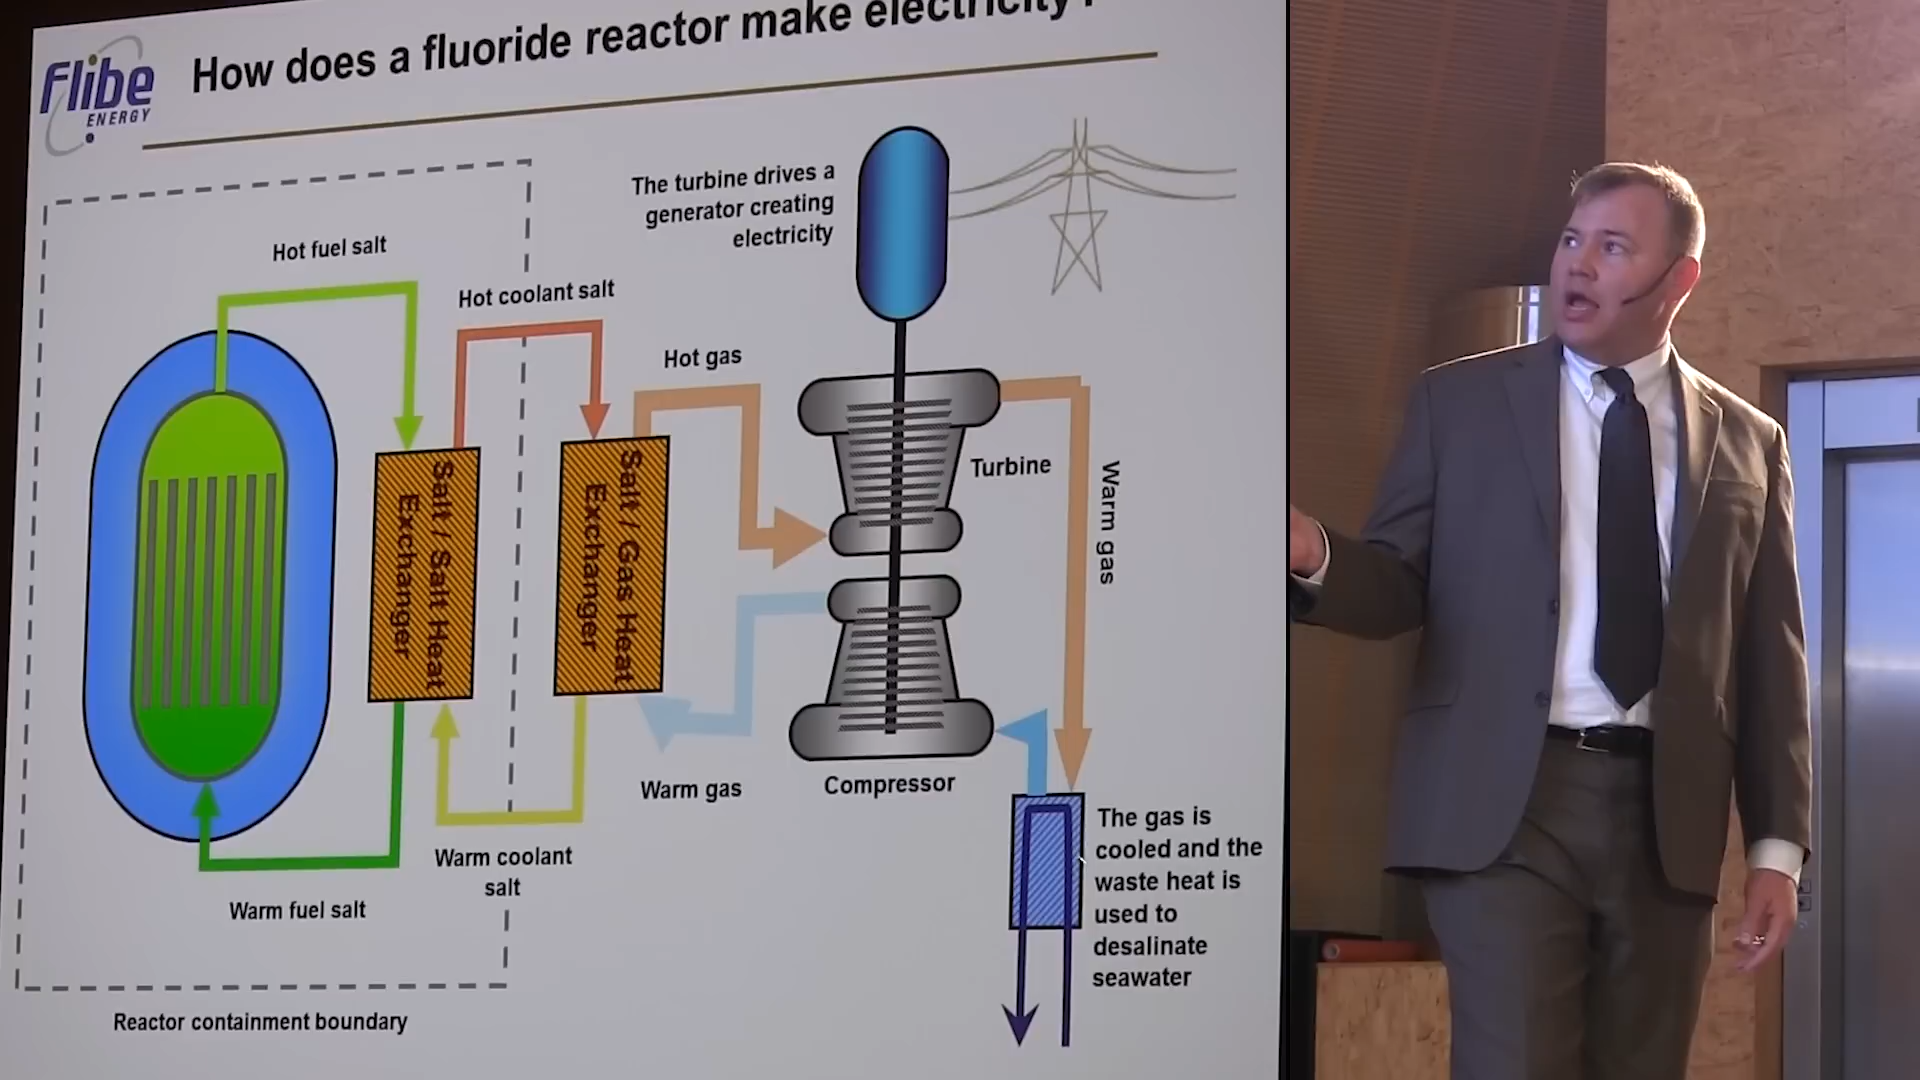 Flibe
ENERGY
How does a fluoride reactor make electricity?
The turbine drives a
generator creating
electricity
Hot fuel salt
Hot coolant salt
Hot gas
Salt / Salt Heat
Exchanger
Salt / Gas Heat
Exchanger
Turbine
Warm gas
Warm gas
Compressor
The gas is
cooled and the
waste heat is
used to
desalinate
seawater
Warm coolant
salt
Warm fuel salt
Reactor containment boundary